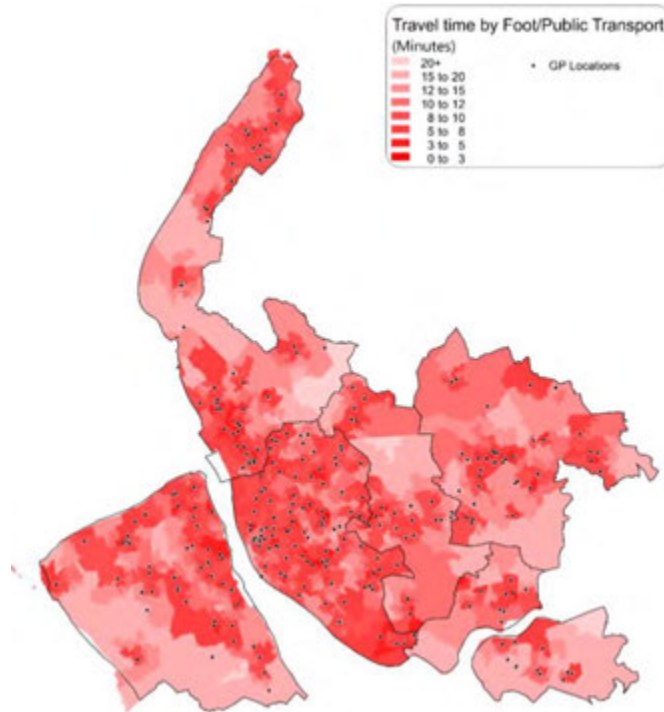 Travel time by Foot/Public Transport
(Minutes)
20+
15 to 20
12 to 15
10 to 12
8 to 10
5 to 8
3 to 5
0 to 3
GP Locations